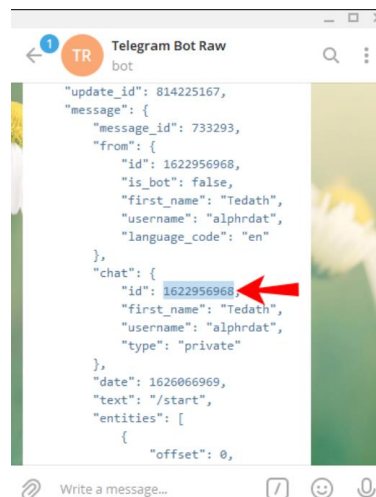 1
TR
Telegram Bot Raw
bot
"update_id": 814225167,
"message": {
"message_id": 733293,
"from": {
"id": 1622956968,
"is_bot": false,
"first_name": "Tedath",
"username": "alphrdat",
"language_code": "en"
},
"chat": {
"id": 1622956968,
"first_name": "Tedath",
"username": "alphrdat",
"type": "private"
},
"date": 1626066969,
"text": "/start",
"entities": [
{
"offset": 0,
Write a message...